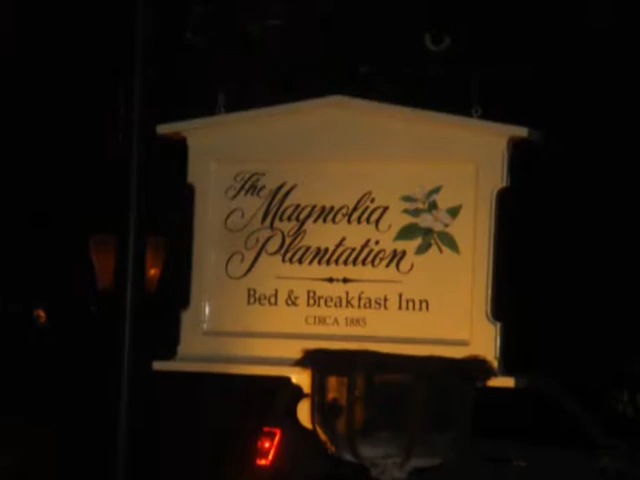 The
Magnolia
Plantation
Bed & Breakfast Inn
CIRCA 1885